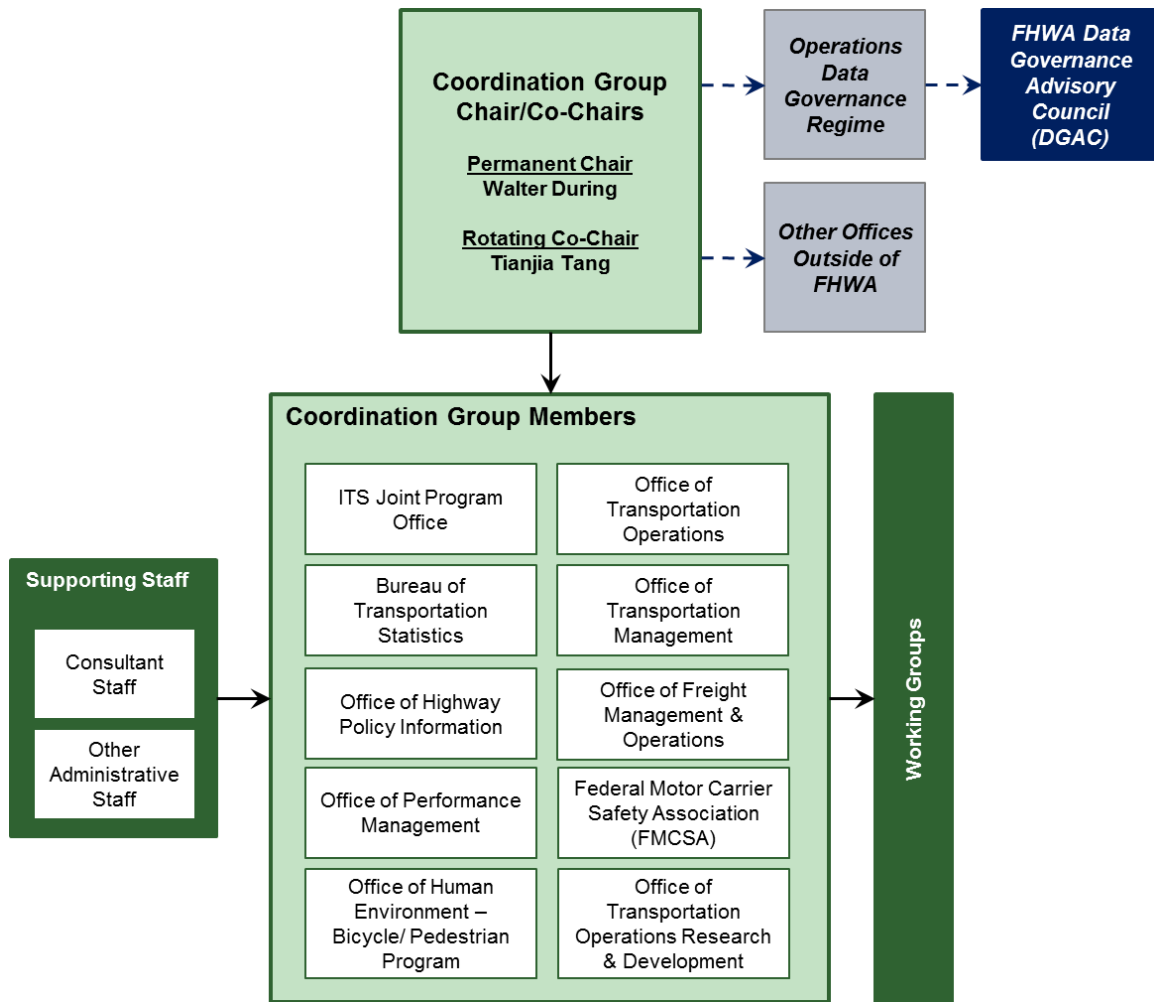 Coordination Group
Chair/Co-Chairs
Permanent Chair
Walter During
Rotating Co-Chair
Tianjia Tang
Operations
Data
Governance
Regime
FHWA Data
Governance
Advisory
Council
(DGAC)
Other Offices
Outside of
FHWA
Coordination Group Members
ITS Joint Program
Office
Office of
Transportation
Operations
Bureau of
Transportation
Statistics
Office of
Transportation
Management
Office of Highway
Policy Information
Office of Freight
Management &
Operations
Office of Performance
Management
Federal Motor Carrier
Safety Association
(FMCSA)
Office of Human
Environment –
Bicycle/ Pedestrian
Program
Office of
Transportation
Operations Research
& Development
Supporting Staff
Consultant
Staff
Other
Administrative
Staff
Working Groups